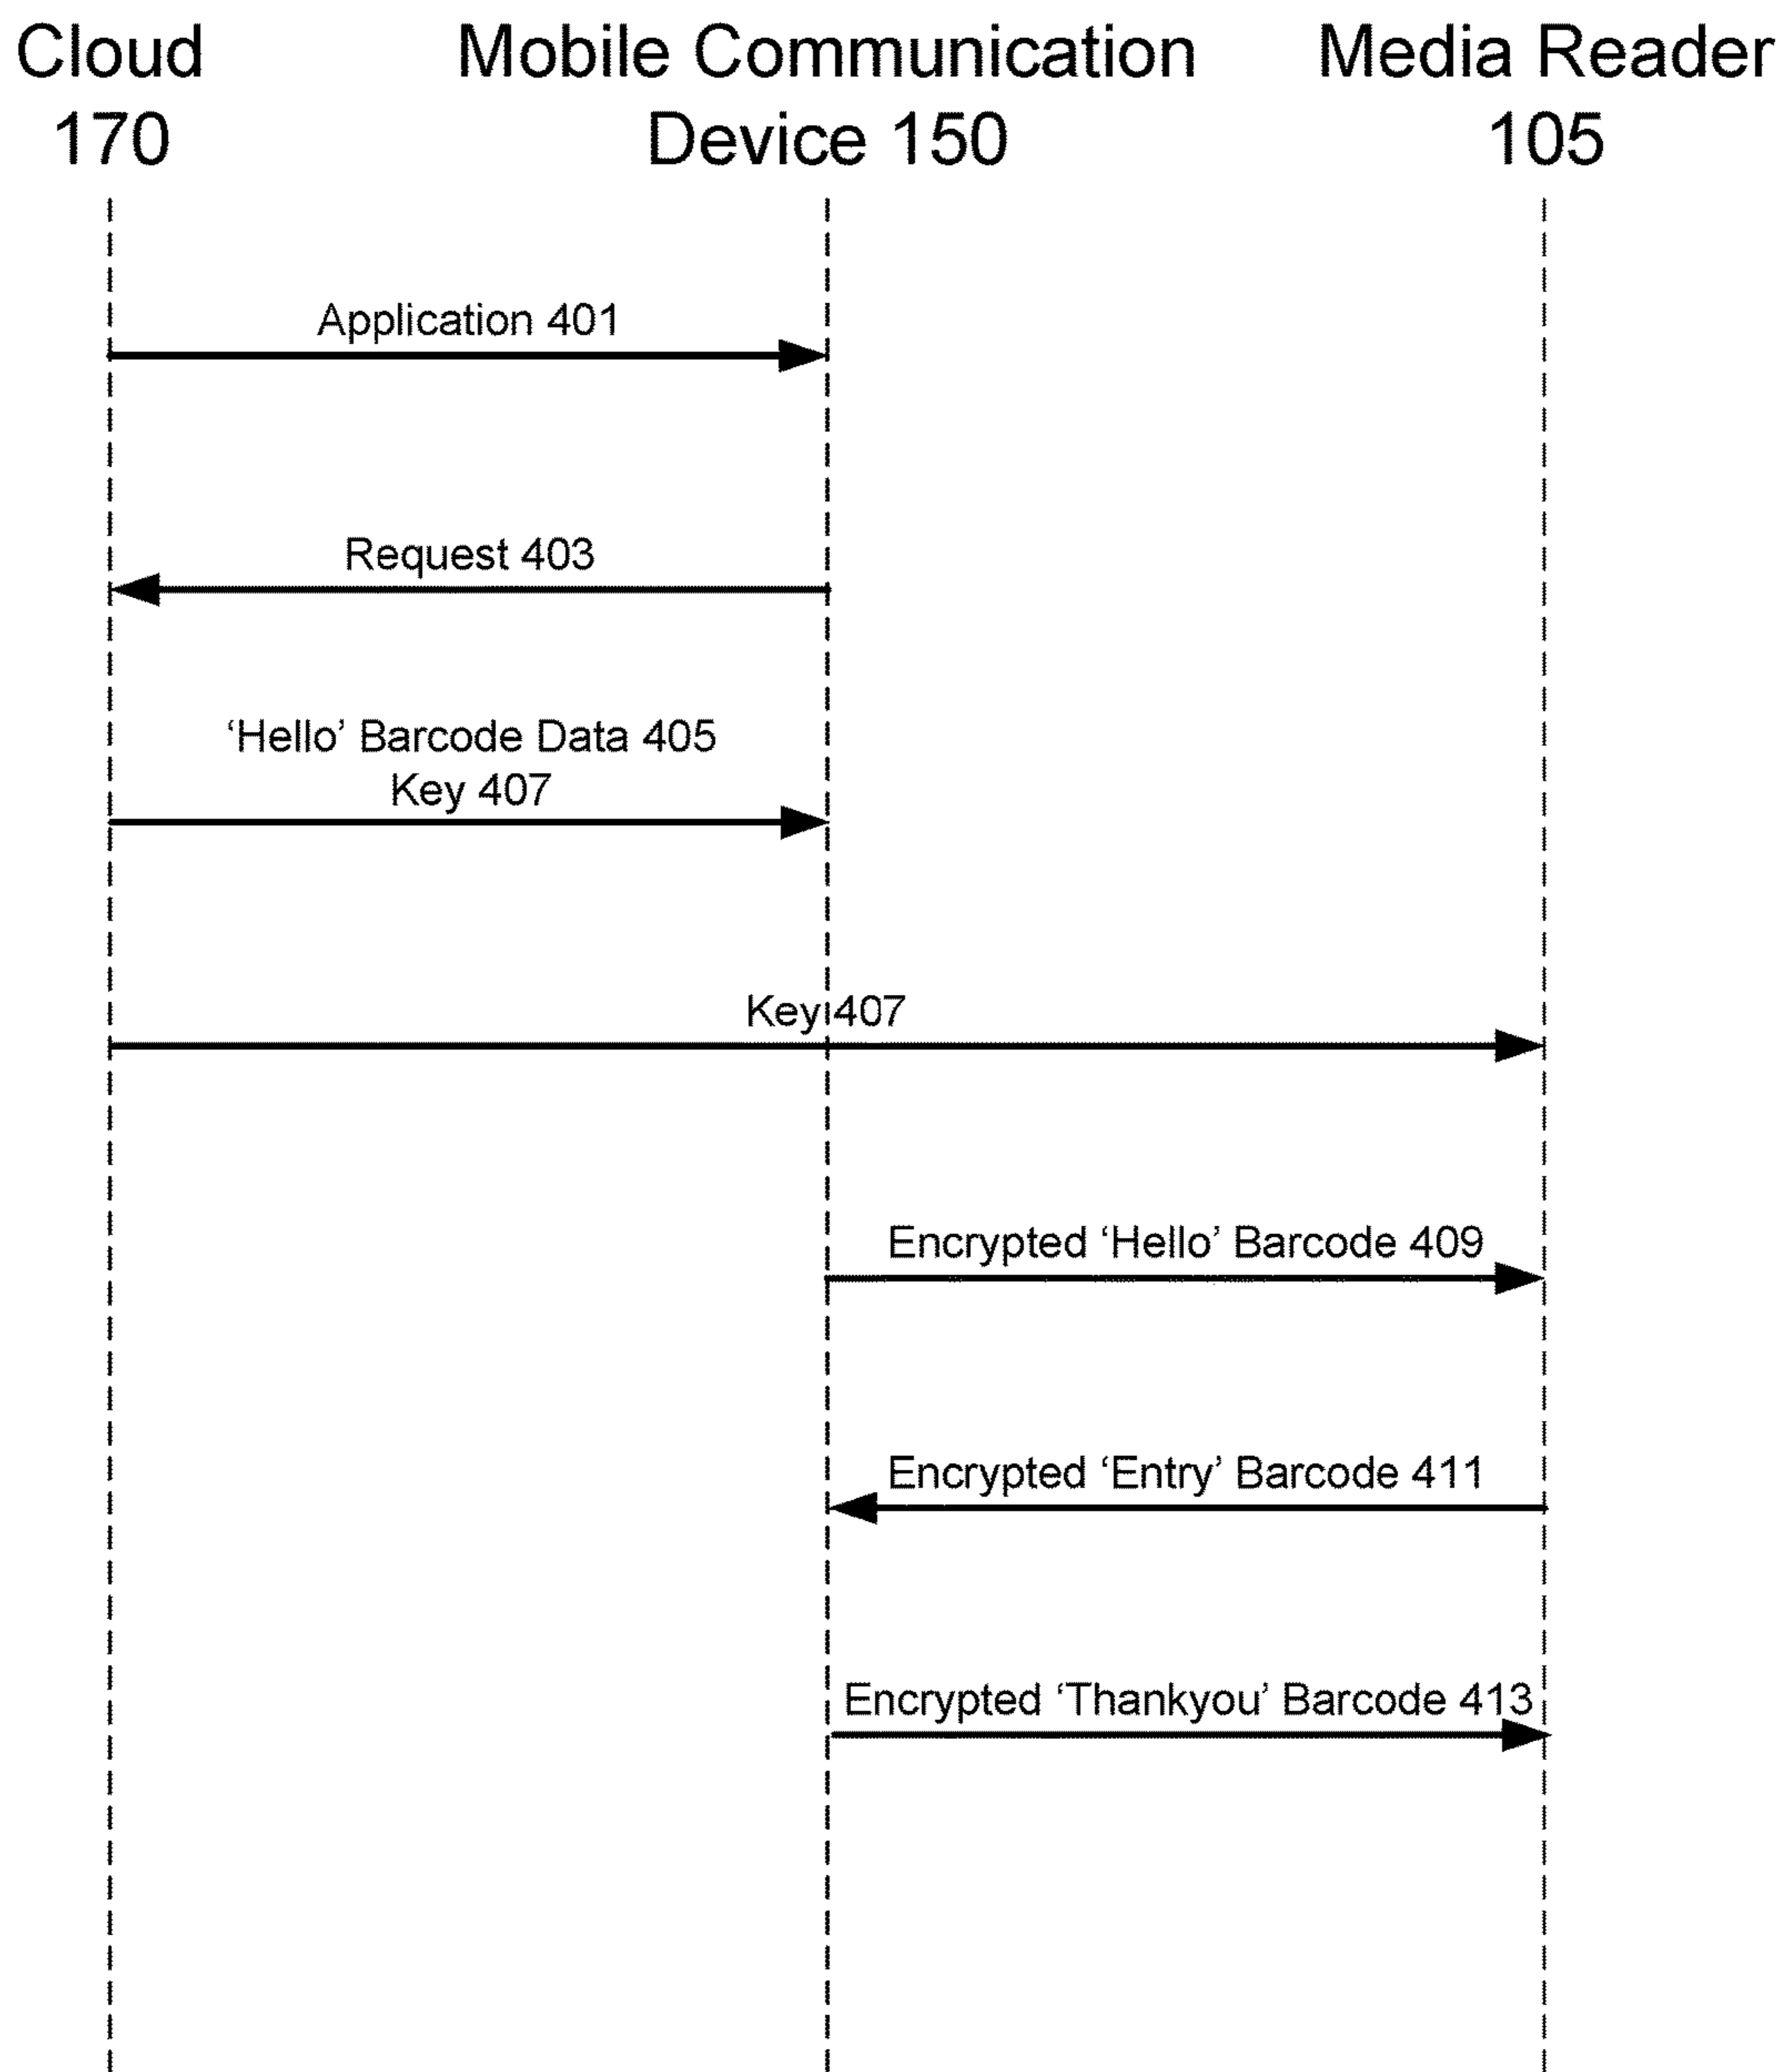 Cloud
170
Mobile Communication
Device 150
Media Reader
105
Application 401
Request 403
‘Hello’ Barcode Data 405
Key 407
Key 407
Encrypted ‘Hello’ Barcode 409
Encrypted ‘Entry’ Barcode 411
Encrypted ‘Thankyou’ Barcode 413